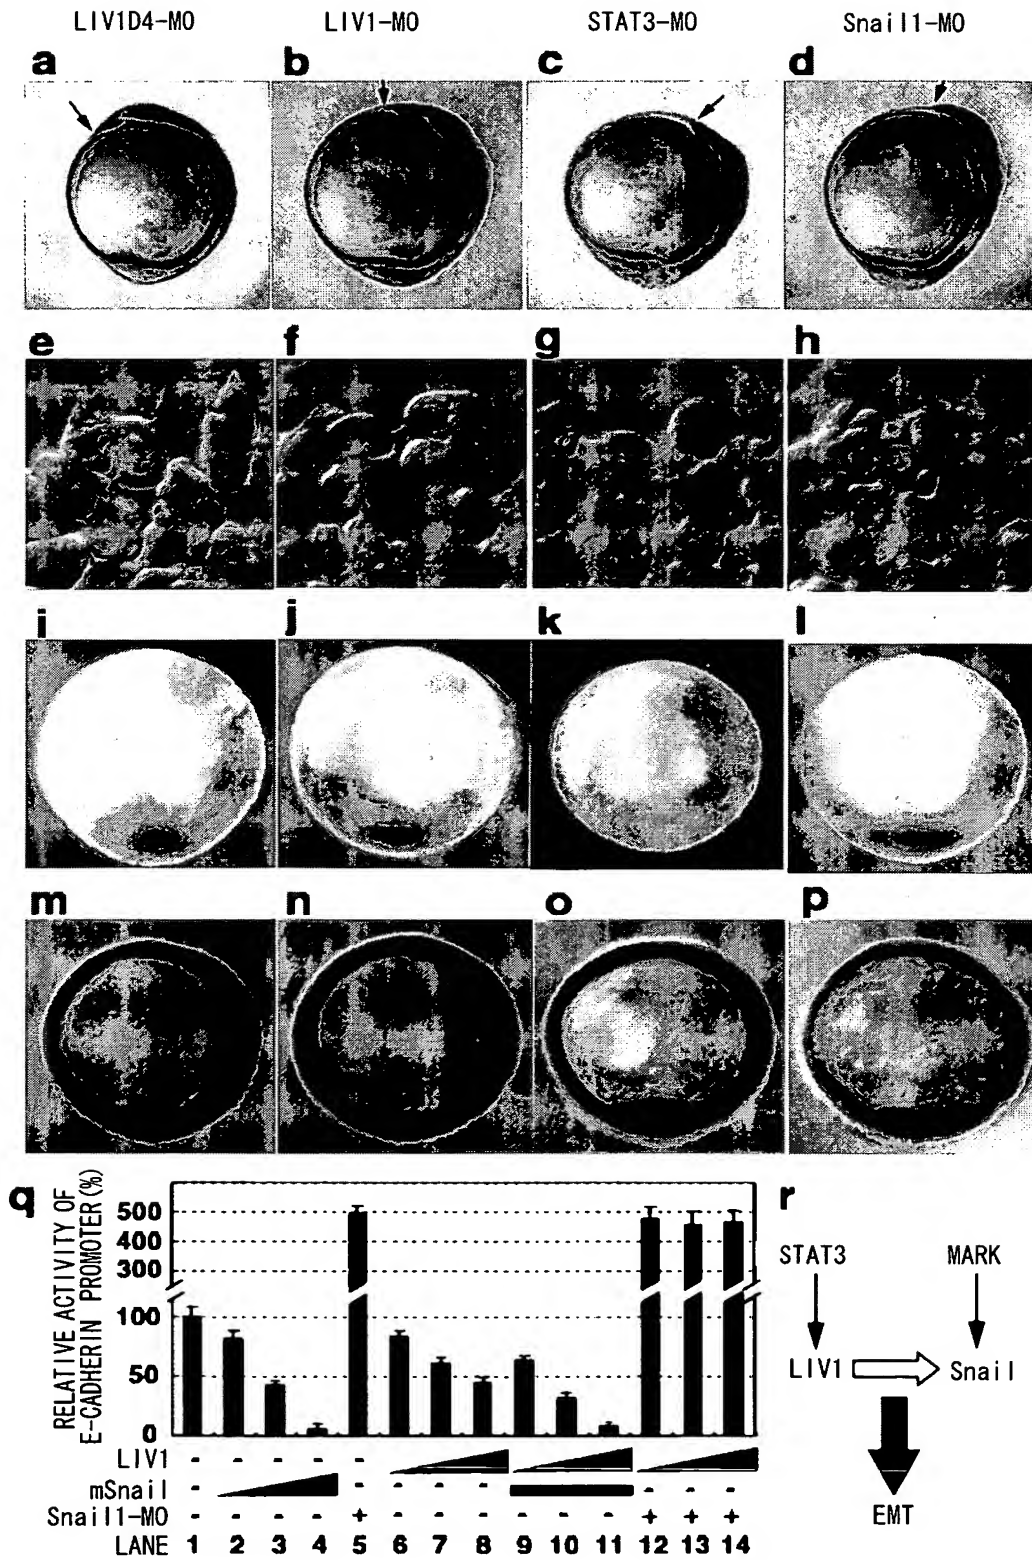 LIV1D4-MO LIV1-MO STAT3-MO Snail1-MO
a b c d
e f g h
i j k l
m n o p
q r
RELATIVE ACTIVITY OF
E-CADHERIN PROMOTER (%)
500
400
300
100
50
0
LIV1 - - - - -
mSnail - - - - - - - -
Snail1-MO - - - - + - - - - - - + + +
LANE 1 2 3 4 5 6 7 8 9 10 11 12 13 14
STAT3 MARK
LIV1 Snail
EMT